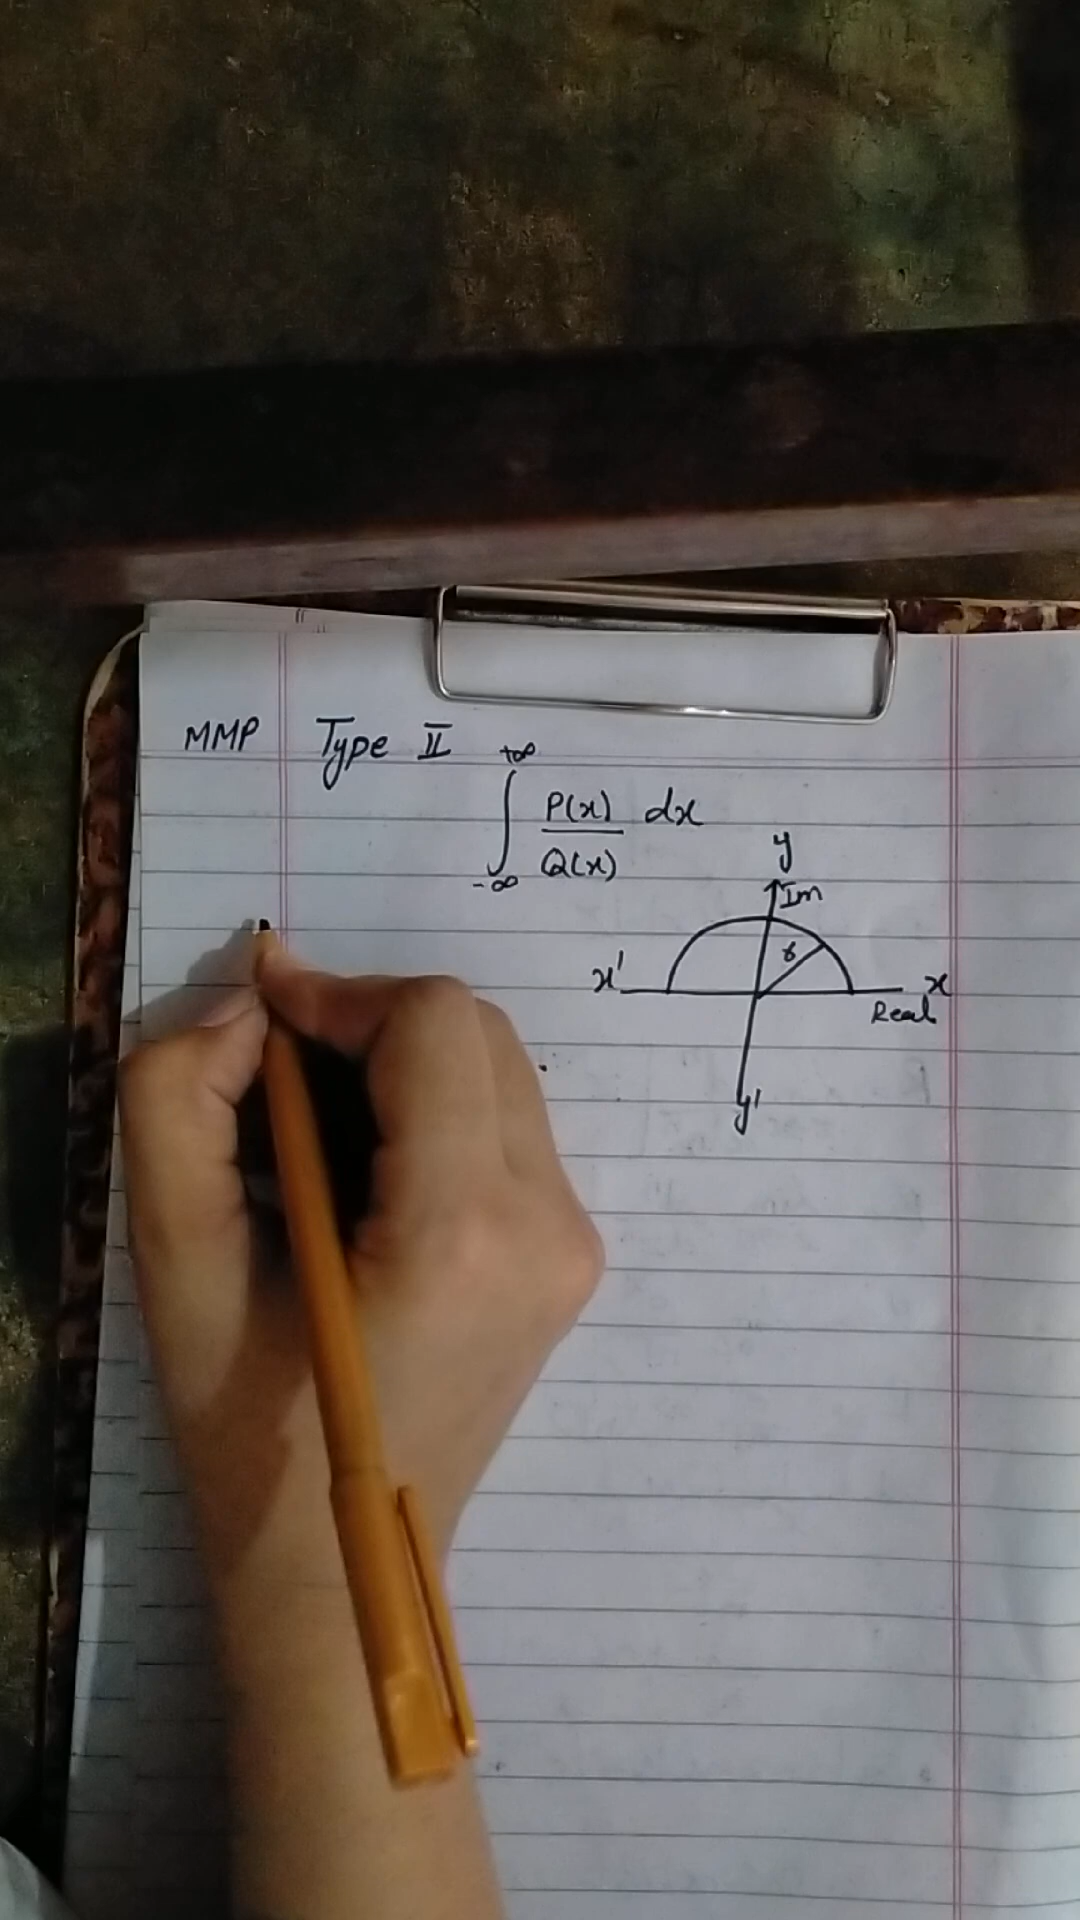 MMP Type II
+∞
∫ P(x) dx
Q(x)
-∞
y
Im
r
x' x
Real
y'